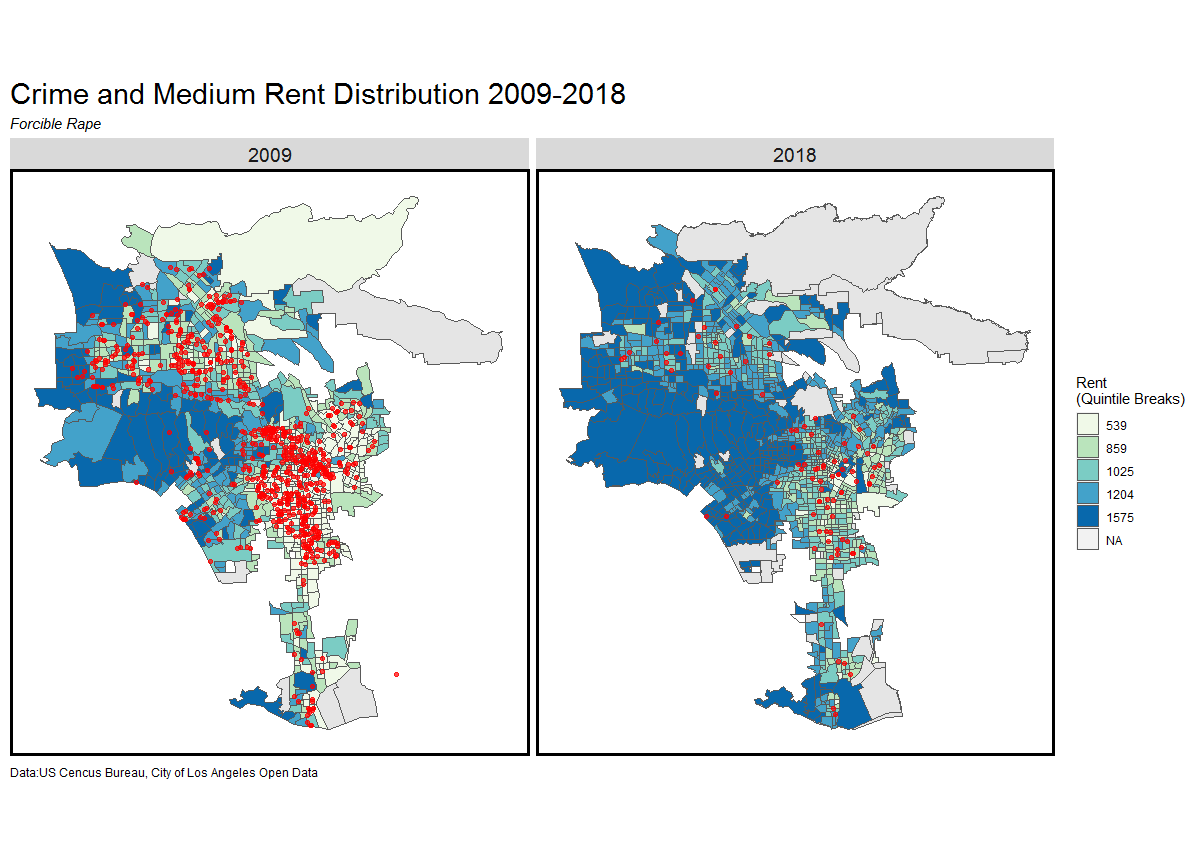 Crime and Medium Rent Distribution 2009-2018
Forcible Rape
2009
2018
Rent
(Quintile Breaks)
539
859
1025
1204
1575
NA
Data:US Cencus Bureau, City of Los Angeles Open Data